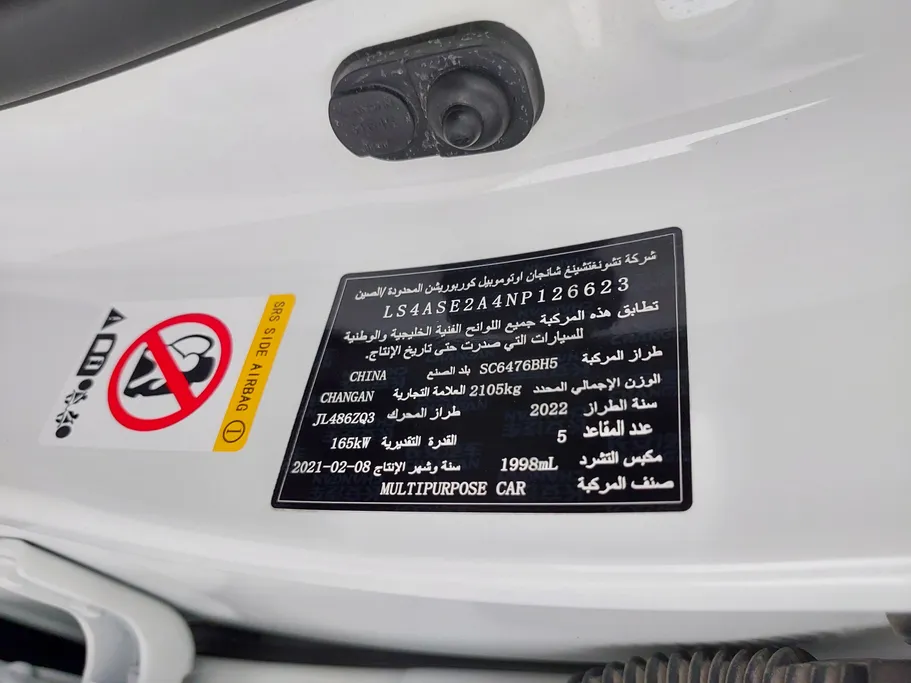 شركة تشونغتشينغ شانجان اوتوموبيل كوربوريشن المحدودة /الصين
LS4ASE2A4NP126623
تطابق هذه المركبة جميع اللوائح الفنية الخليجية والوطنية
للسيارات التي صدرت حتى تاريخ الإنتاج.
طراز المركبة SC6476BH5 بلد الصنع CHINA
الوزن الإجمالي المحدد 2105kg العلامة التجارية CHANGAN
سنة الطراز 2022 طراز المحرك JL486ZQ3
عدد المقاعد 5 القدرة التقديرية 165kW
مكبس التشرد 1998mL سنة وشهر الإنتاج 2021-02-08
صنف المركبة MULTIPURPOSE CAR
SRS SIDE AIRBAG